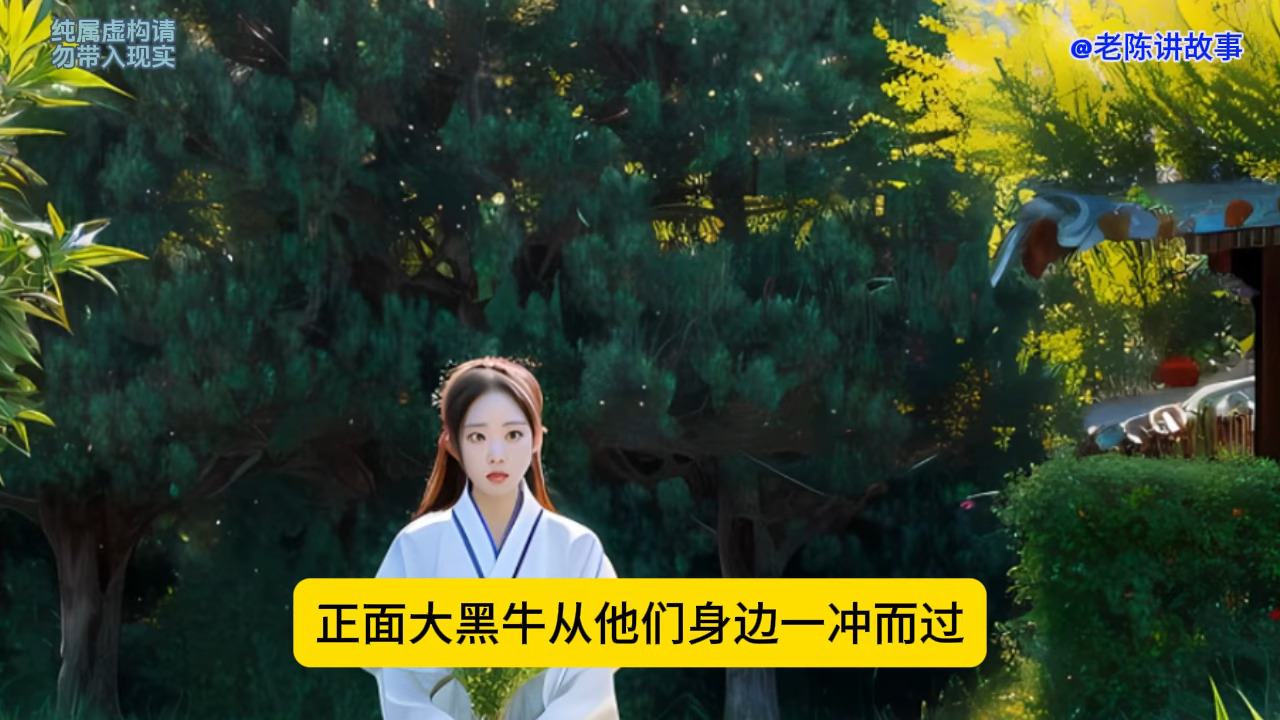 纯属虚构请
勿带入现实
@老陈讲故事
正面大黑牛从他们身边一冲而过